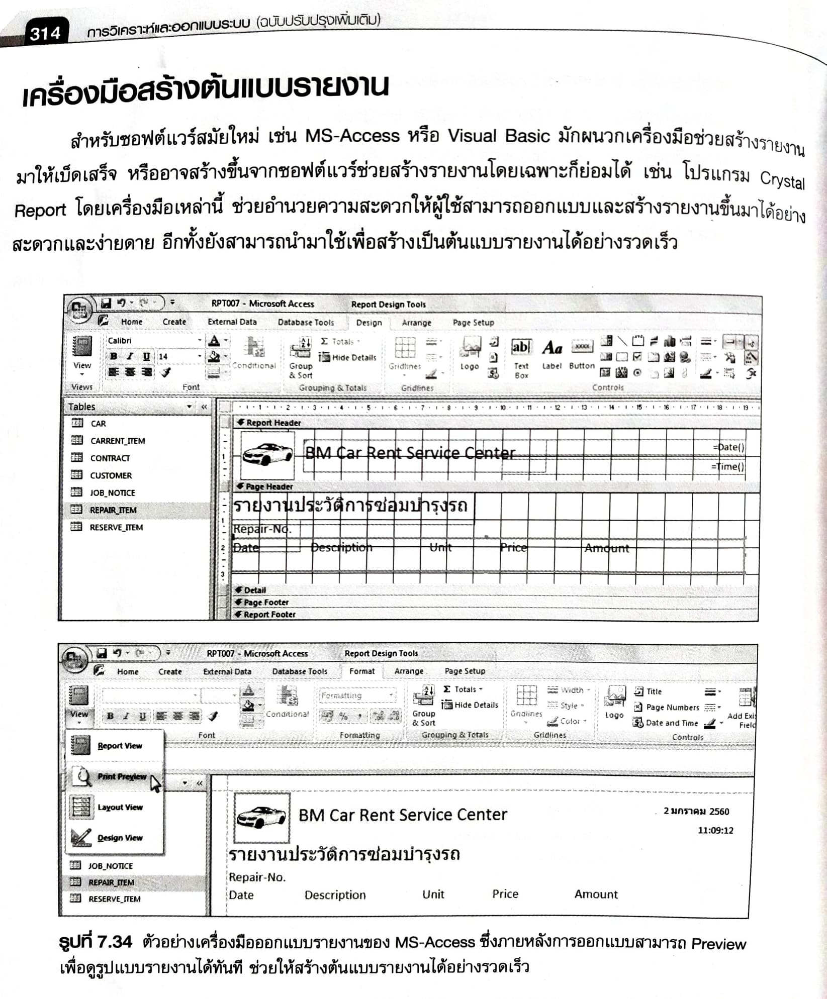 314 การวิเคราะห์และออกแบบระบบ (ฉบับปรับปรุงเพิ่มเติม)
เครื่องมือสร้างต้นแบบรายงาน
สำหรับซอฟต์แวร์สมัยใหม่ เช่น MS-Access หรือ Visual Basic มักผนวกเครื่องมือช่วยสร้างรายงาน
มาให้เบ็ดเสร็จ หรืออาจสร้างขึ้นจากซอฟต์แวร์ช่วยสร้างรายงานโดยเฉพาะก็ย่อมได้ เช่น โปรแกรม Crystal
Report โดยเครื่องมือเหล่านี้ ช่วยอำนวยความสะดวกให้ผู้ใช้สามารถออกแบบและสร้างรายงานขึ้นมาได้อย่าง
สะดวกและง่ายดาย อีกทั้งยังสามารถนำมาใช้เพื่อสร้างเป็นต้นแบบรายงานได้อย่างรวดเร็ว
RPT007 - Microsoft Access Report Design Tools
Home Create External Data Database Tools Design Arrange Page Setup
Calibri Σ Totals
View B I U 14 Conditional Group & Sort Hide Details Gridlines Logo ab| Text Box Aa Label xxxx Button
Views Font Grouping & Totals Gridlines Controls
Tables 1 2 3 4 5 6 7 8 9 10 11 12 13 14 15 16 17 18 19
CAR
CARRENT_ITEM
CONTRACT
CUSTOMER
JOB_NOTICE
REPAIR_ITEM
RESERVE_ITEM
Report Header
BM Car Rent Service Center =Date()
=Time()
1
Page Header
รายงานประวัติการซ่อมบำรุงรถ
1
Repair-No.
2 Date Description Unit Price Amount
3
Detail
Page Footer
Report Footer
RPT007 - Microsoft Access Report Design Tools
Home Create External Data Database Tools Format Arrange Page Setup
Formatting Σ Totals Width Title
View B I U Conditional % , Group & Sort Hide Details Gridlines Style Logo Page Numbers Add Exi
Color Date and Time Field
Font Formatting Grouping & Totals Gridlines Controls
Report View
Print Preview
Layout View
Design View
JOB_NOTICE
REPAIR_ITEM
RESERVE_ITEM
BM Car Rent Service Center 2 มกราคม 2560
11:09:12
รายงานประวัติการซ่อมบำรุงรถ
Repair-No.
Date Description Unit Price Amount
รูปที่ 7.34 ตัวอย่างเครื่องมือออกแบบรายงานของ MS-Access ซึ่งภายหลังการออกแบบสามารถ Preview
เพื่อดูรูปแบบรายงานได้ทันที ช่วยให้สร้างต้นแบบรายงานได้อย่างรวดเร็ว